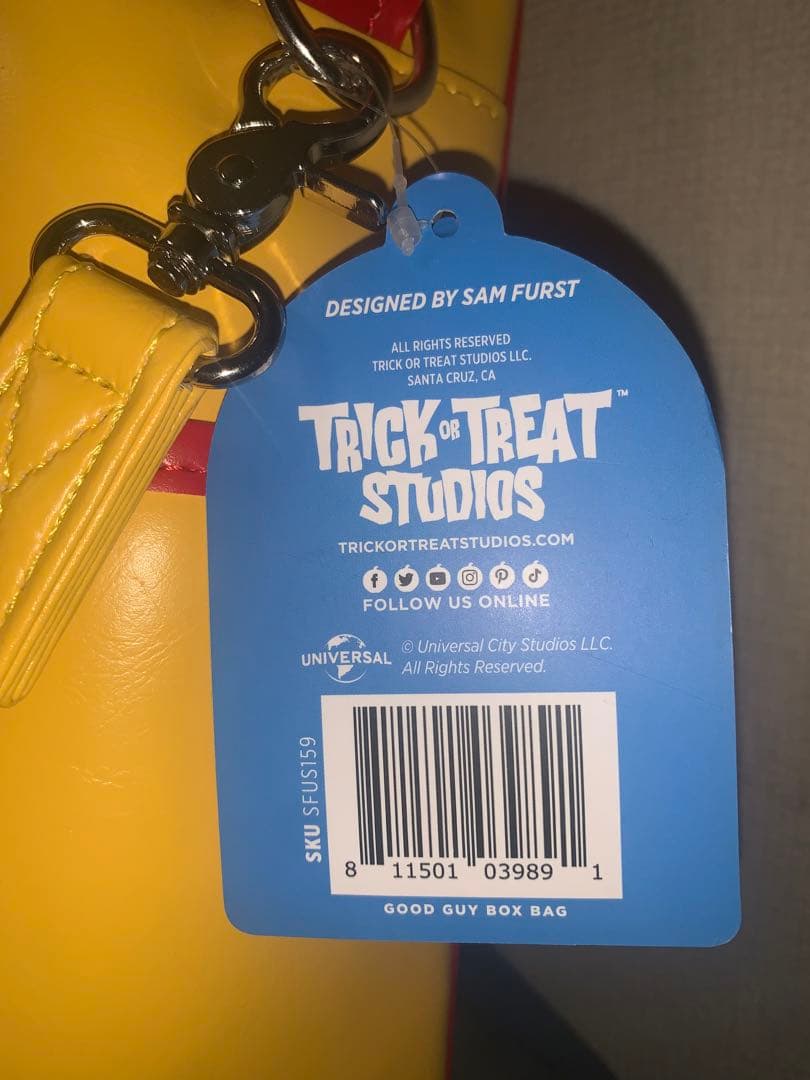 DESIGNED BY SAM FURST
ALL RIGHTS RESERVED
TRICK OR TREAT STUDIOS LLC.
SANTA CRUZ, CA
TRICK OR TREAT™
STUDIOS
TRICKORTREATSTUDIOS.COM
FOLLOW US ONLINE
UNIVERSAL
© Universal City Studios LLC.
All Rights Reserved.
SKU SFUS159
8 11501 03989 1
GOOD GUY BOX BAG